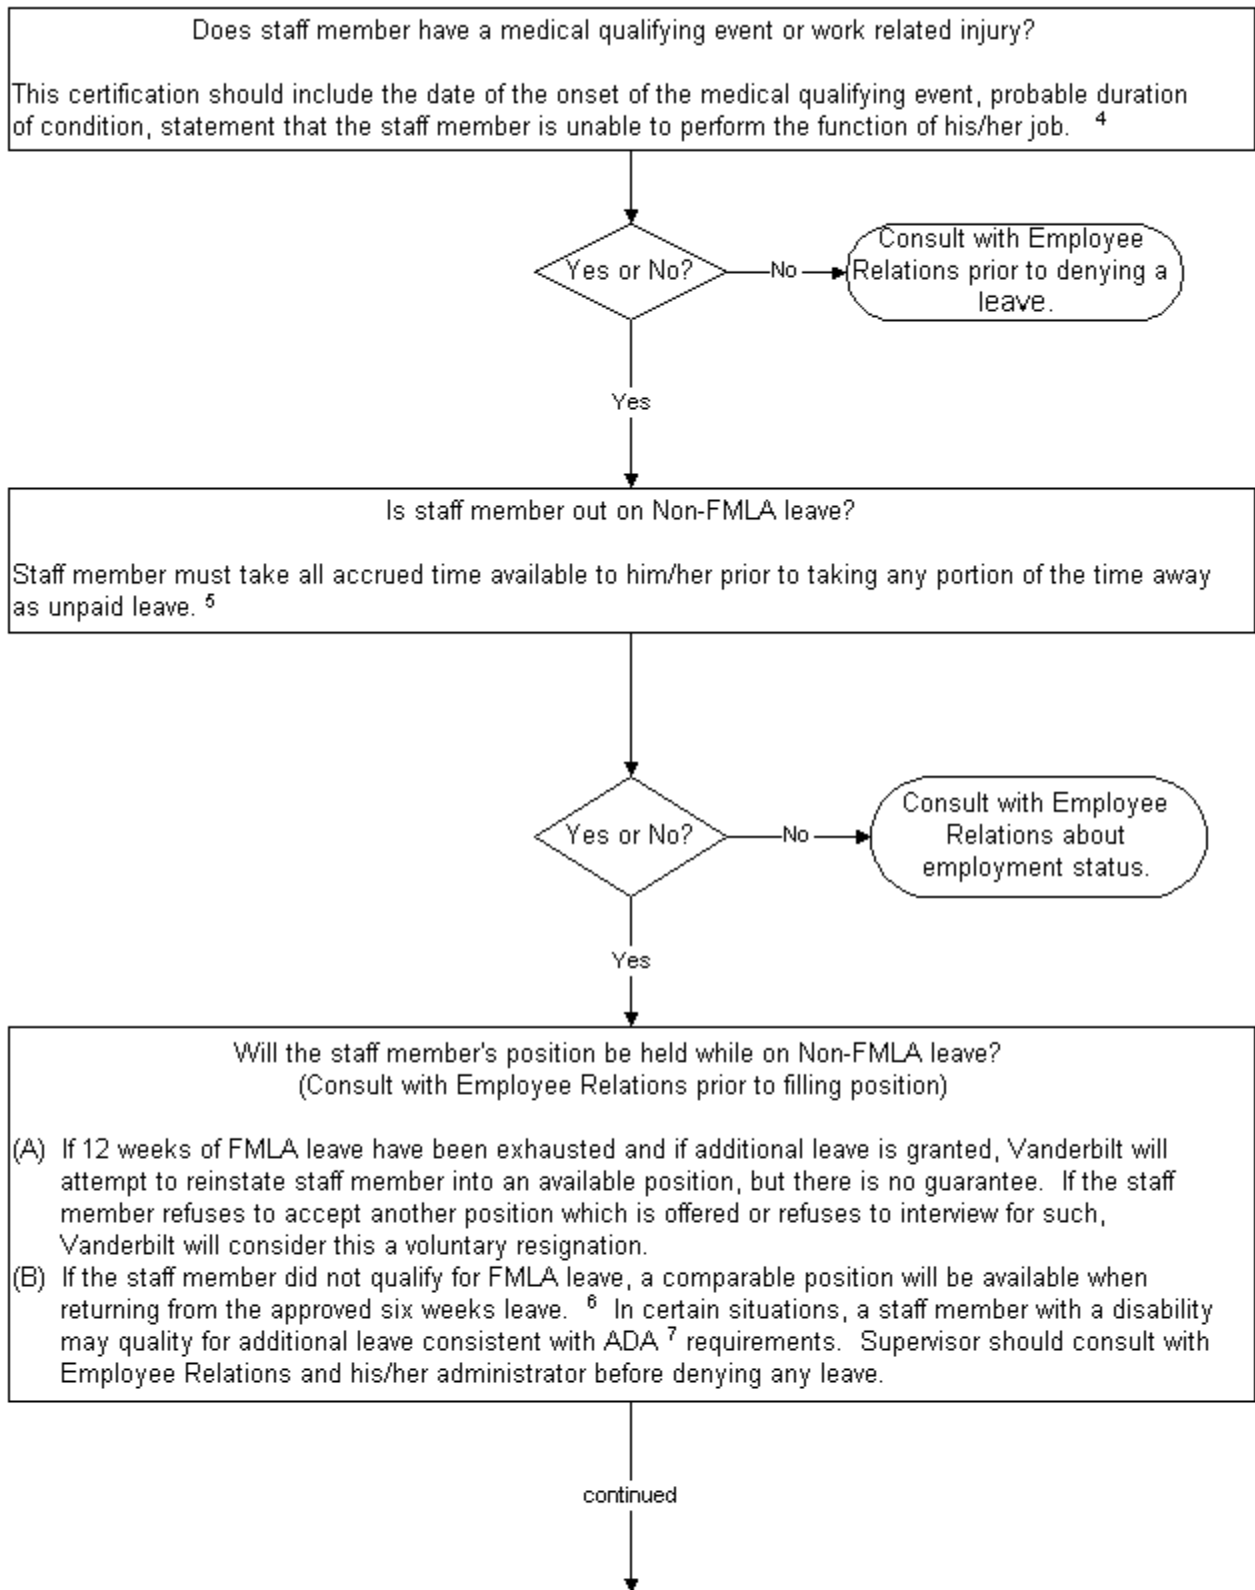 Does staff member have a medical qualifying event or work related injury?
This certification should include the date of the onset of the medical qualifying event, probable duration
of condition, statement that the staff member is unable to perform the function of his/her job. 4
Yes or No?
No
Consult with Employee
Relations prior to denying a
leave.
Yes
Is staff member out on Non-FMLA leave?
Staff member must take all accrued time available to him/her prior to taking any portion of the time away
as unpaid leave. 5
Yes or No?
No
Consult with Employee
Relations about
employment status.
Yes
Will the staff member's position be held while on Non-FMLA leave?
(Consult with Employee Relations prior to filling position)
(A) If 12 weeks of FMLA leave have been exhausted and if additional leave is granted, Vanderbilt will
attempt to reinstate staff member into an available position, but there is no guarantee. If the staff
member refuses to accept another position which is offered or refuses to interview for such,
Vanderbilt will consider this a voluntary resignation.
(B) If the staff member did not qualify for FMLA leave, a comparable position will be available when
returning from the approved six weeks leave. 6 In certain situations, a staff member with a disability
may quality for additional leave consistent with ADA 7 requirements. Supervisor should consult with
Employee Relations and his/her administrator before denying any leave.
continued